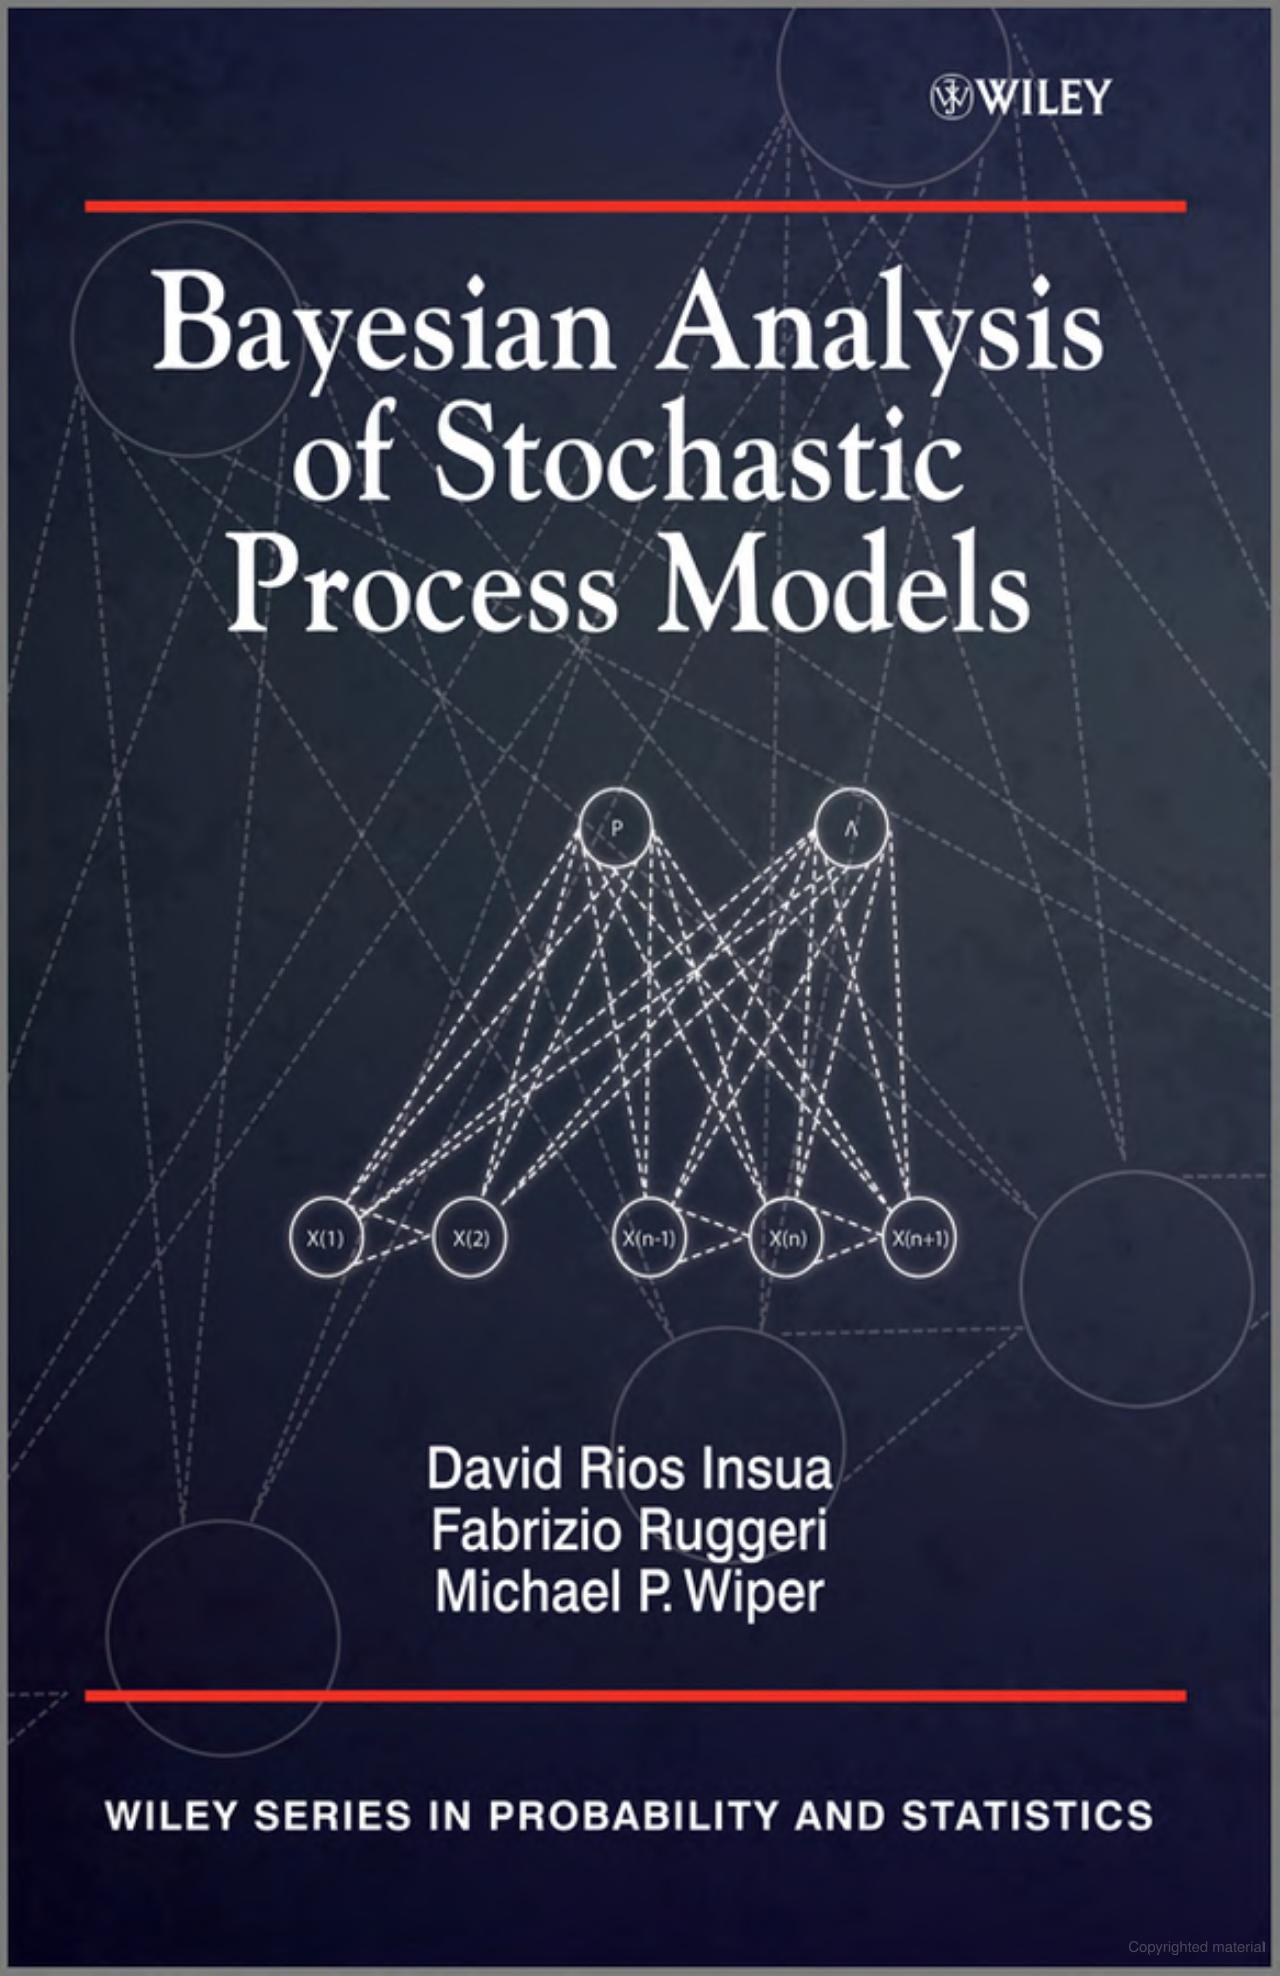 WILEY
Bayesian Analysis
of Stochastic
Process Models
P
Λ
X(1)
X(2)
X(n-1)
X(n)
X(n+1)
David Rios Insua
Fabrizio Ruggeri
Michael P. Wiper
WILEY SERIES IN PROBABILITY AND STATISTICS
Copyrighted material